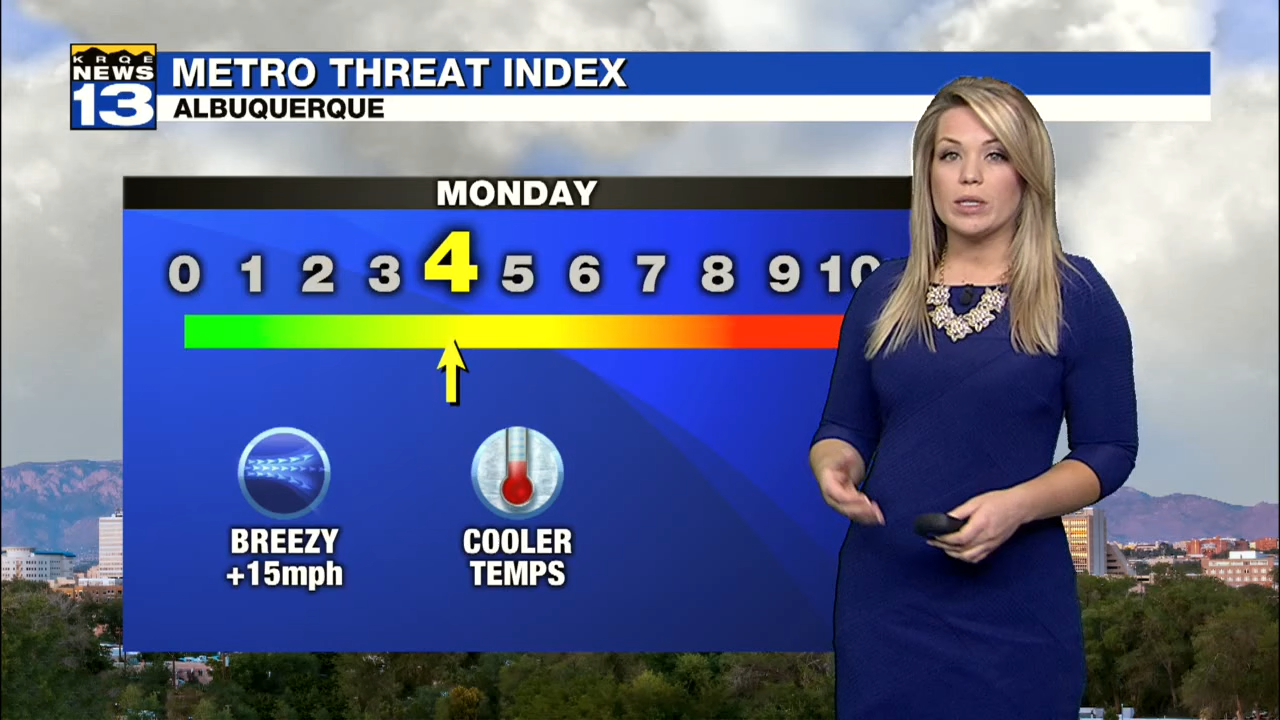 KRQE
NEWS
13
METRO THREAT INDEX
ALBUQUERQUE
MONDAY
0 1 2 3 4 5 6 7 8 9 10
BREEZY
+15mph
COOLER
TEMPS